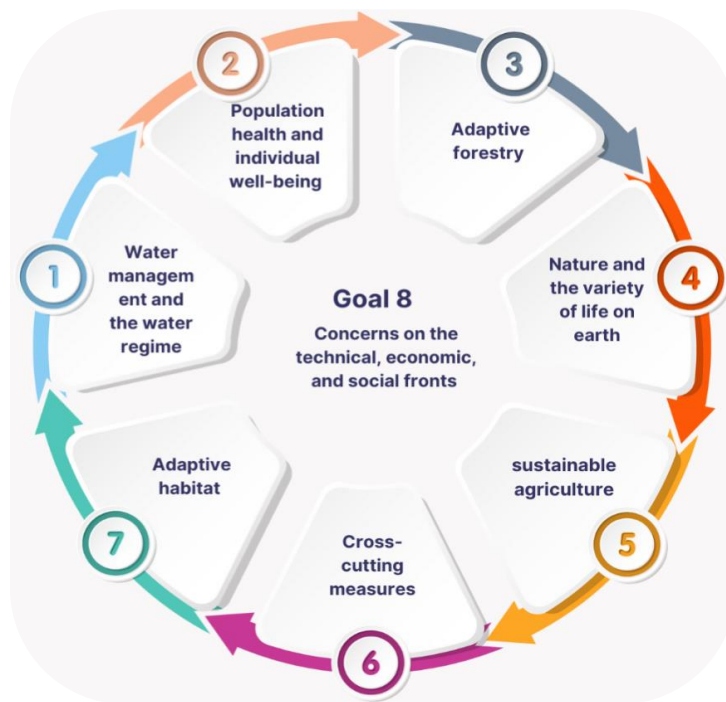 1
Water
managem
ent and
the water
regime
2
Population
health and
individual
well-being
3
Adaptive
forestry
4
Nature and
the variety
of life on
earth
5
sustainable
agriculture
6
Cross-
cutting
measures
7
Adaptive
habitat
Goal 8
Concerns on the
technical, economic,
and social fronts